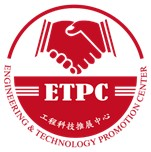 ETPC
工程科技推展中心
ENGINEERING & TECHNOLOGY PROMOTION CENTER